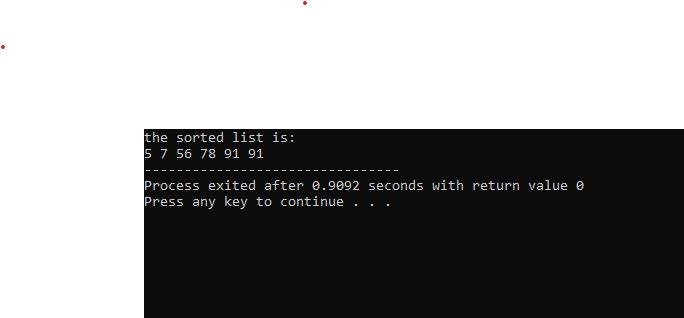 the sorted list is:
5 7 56 78 91 91
--------------------------------
Process exited after 0.9092 seconds with return value 0
Press any key to continue . . .